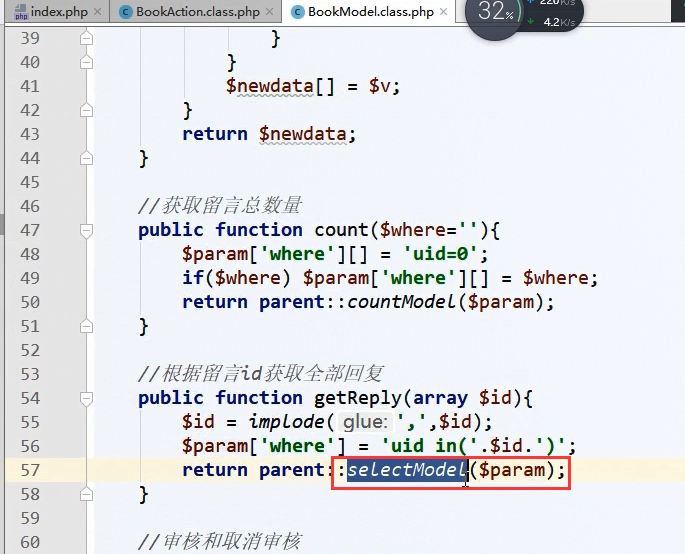 index.php × BookAction.class.php × BookModel.class.php ×
32% 4.2K/s
39 }
40 }
41 $newdata[] = $v;
42 }
43 return $newdata;
44 }
45
46 //获取留言总数量
47 public function count($where=''){
48 $param['where'][] = 'uid=0';
49 if($where) $param['where'][] = $where;
50 return parent::countModel($param);
51 }
52
53 //根据留言id获取全部回复
54 public function getReply(array $id){
55 $id = implode( glue: ',',$id);
56 $param['where'] = 'uid in('.$id.')';
57 return parent::selectModel($param);
58 }
59
60 //审核和取消审核